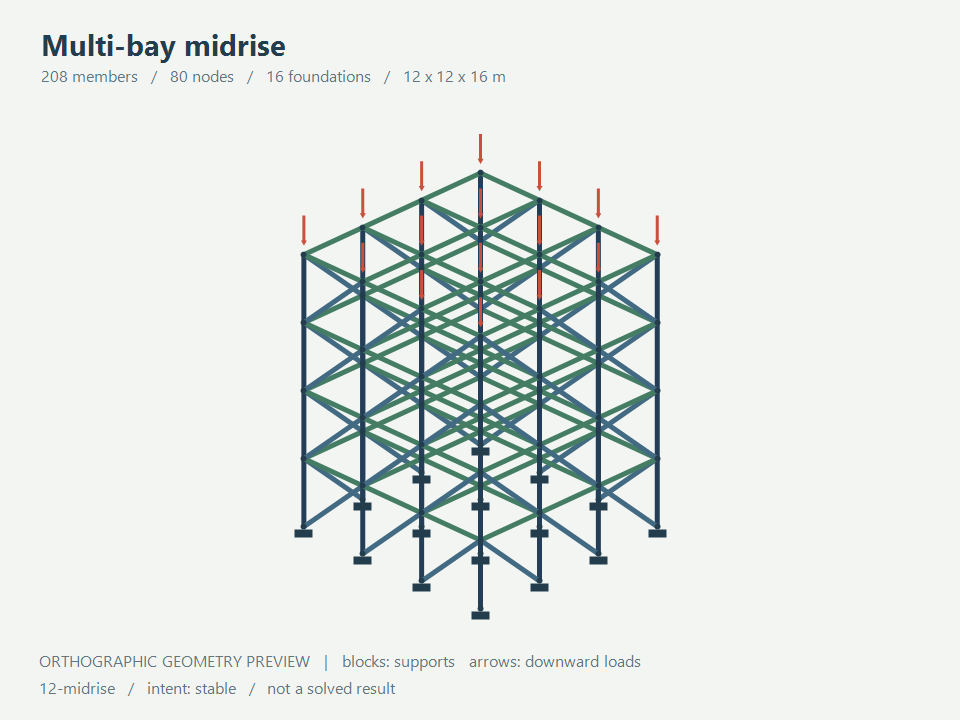 Multi-bay midrise
208 members / 80 nodes / 16 foundations / 12 x 12 x 16 m
ORTHOGRAPHIC GEOMETRY PREVIEW | blocks: supports arrows: downward loads
12-midrise / intent: stable / not a solved result